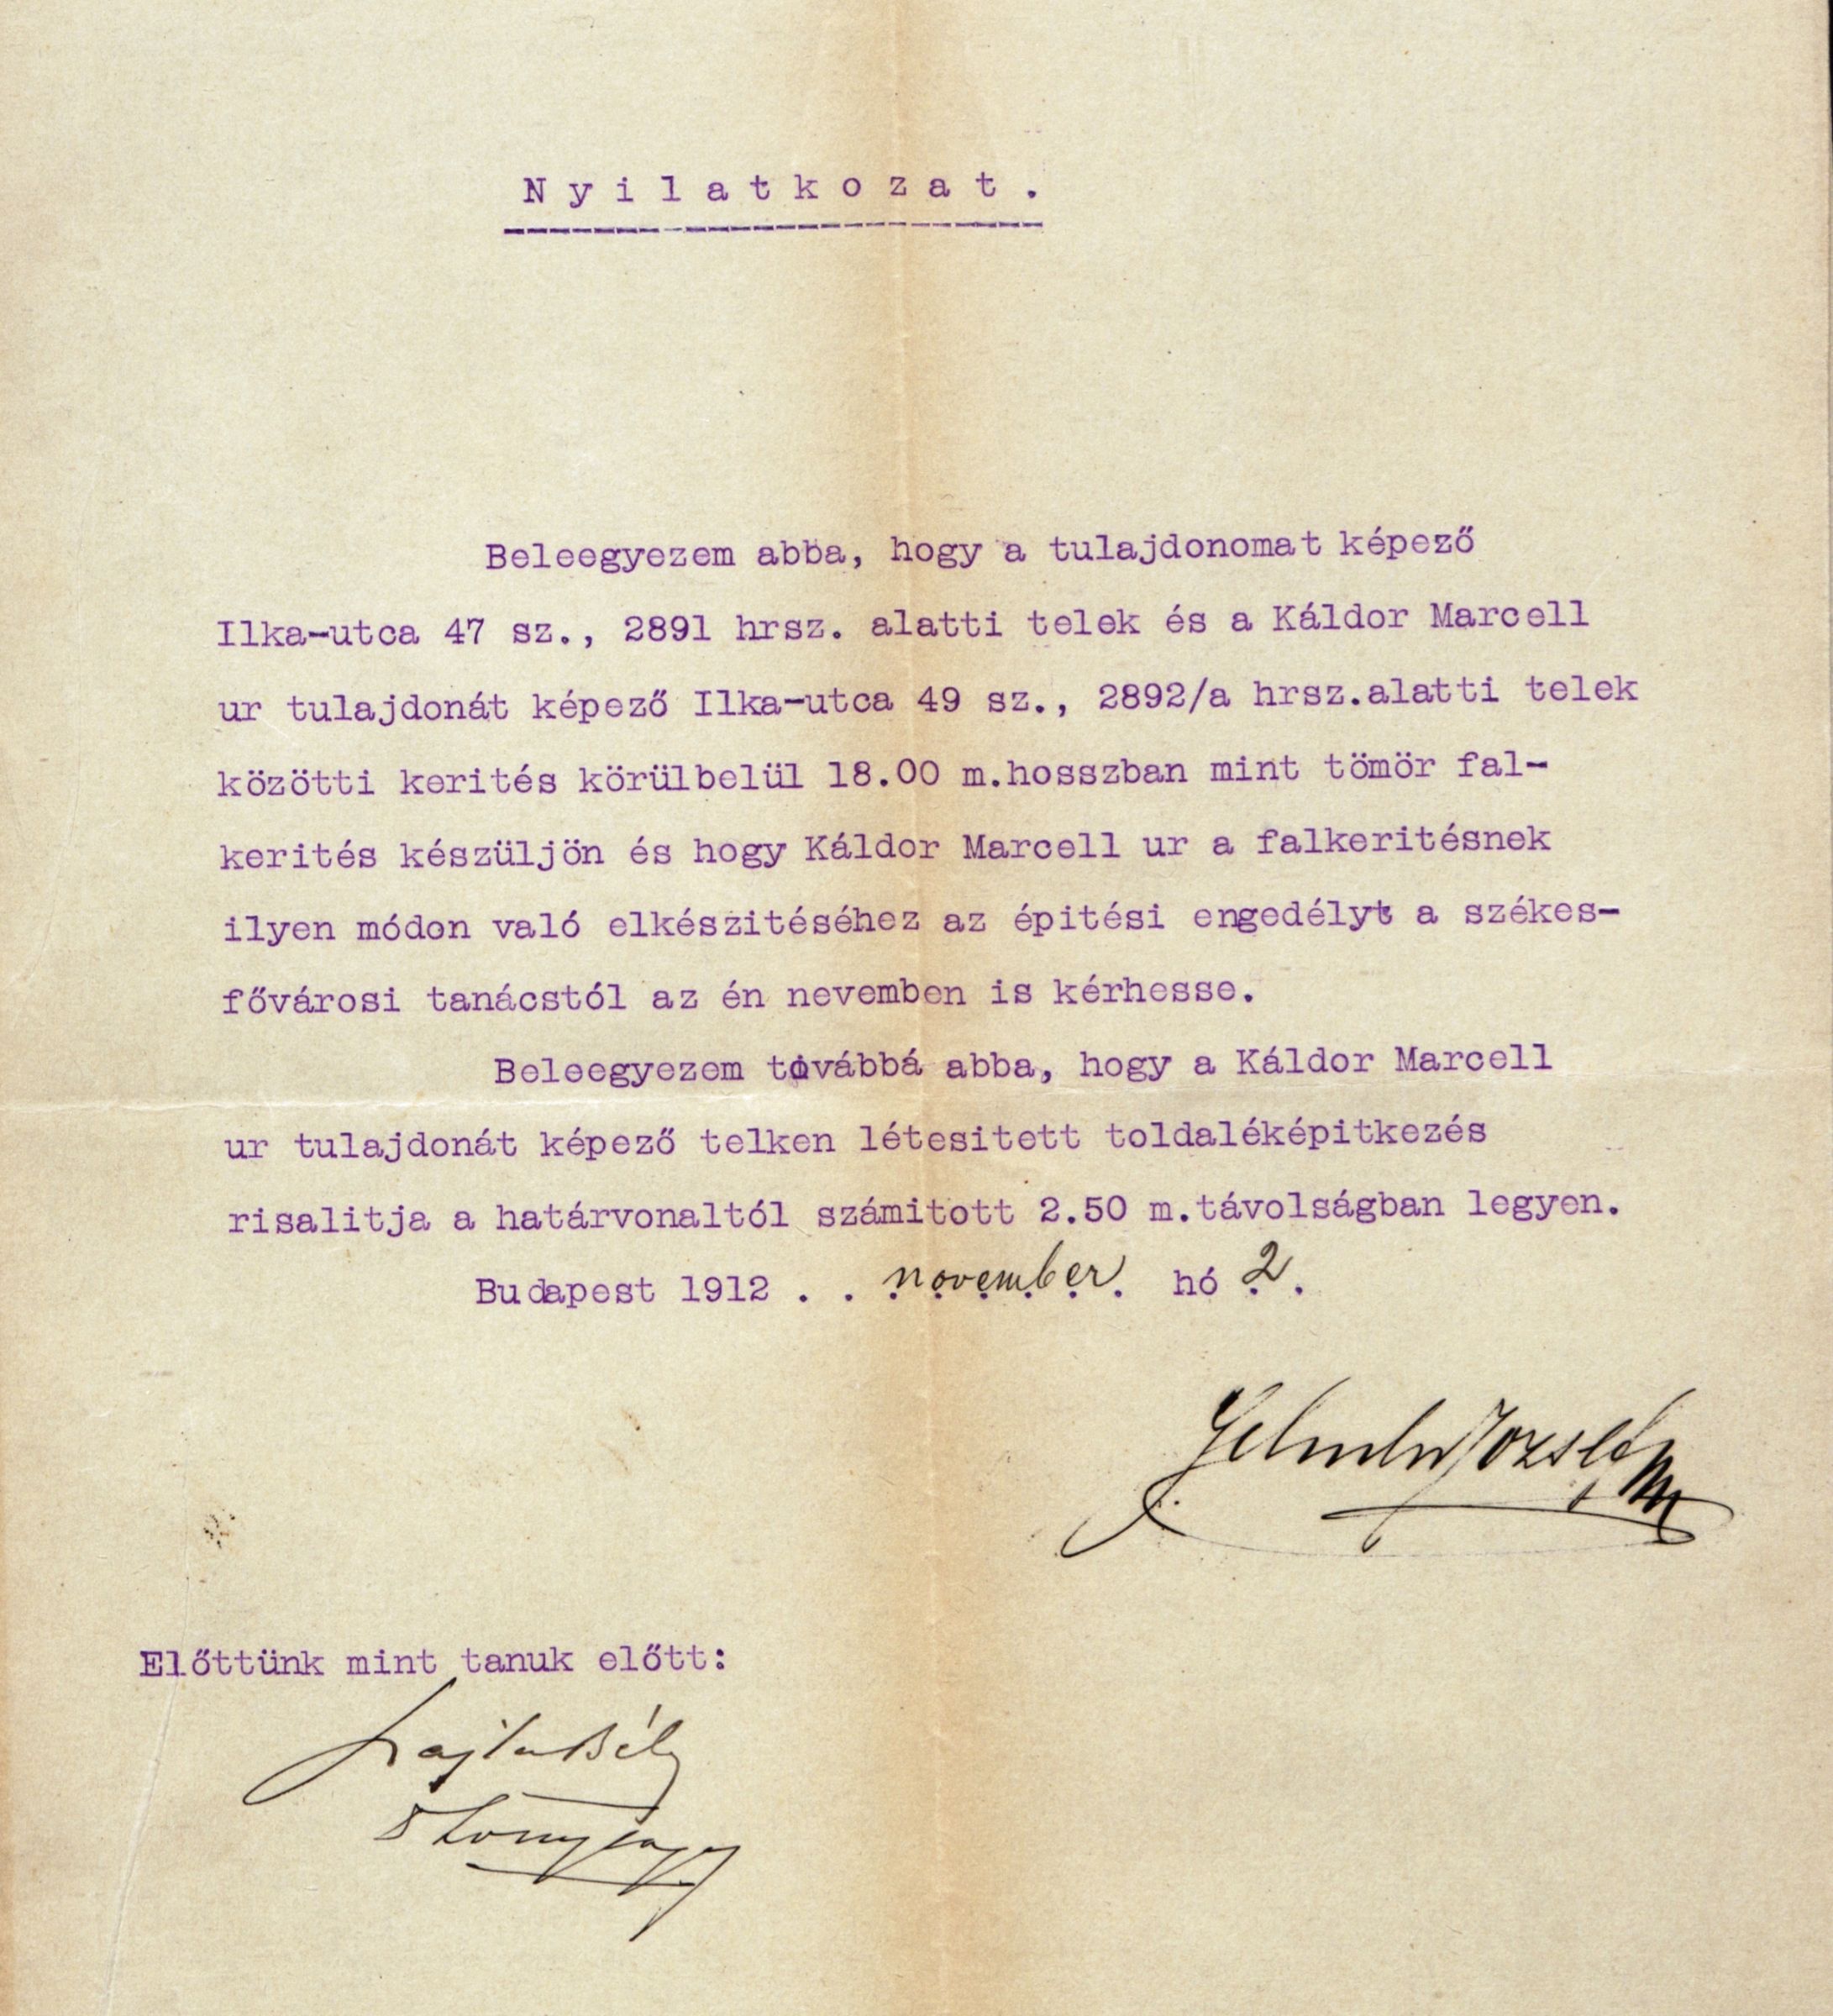 Nyilatkozat.
Beleegyezem abba, hogy a tulajdonomat képező
Ilka-utca 47 sz., 2891 hrsz. alatti telek és a Káldor Marcell
ur tulajdonát képező Ilka-utca 49 sz., 2892/a hrsz.alatti telek
közötti kerités körülbelül 18.00 m.hosszban mint tömör fal-
kerités készüljön és hogy Káldor Marcell ur a falkeritésnek
ilyen módon való elkészitéséhez az épitési engedélyt a székes-
fővárosi tanácstól az én nevemben is kérhesse.
Beleegyezem továbbá abba, hogy a Káldor Marcell
ur tulajdonát képező telken létesitett toldaléképitkezés
risalitja a határvonaltól számitott 2.50 m.távolságban legyen.
Budapest 1912 . . november . hó 2.
József
Előttünk mint tanuk előtt:
Lajta Béla